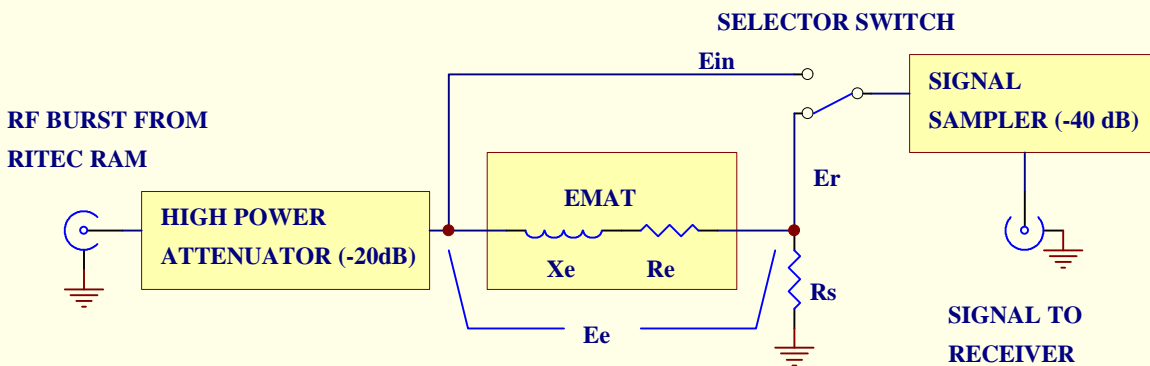 SELECTOR SWITCH
Ein
SIGNAL
SAMPLER (-40 dB)
RF BURST FROM
RITEC RAM
Er
EMAT
HIGH POWER
ATTENUATOR (-20dB)
Xe
Re
Rs
Ee
SIGNAL TO
RECEIVER